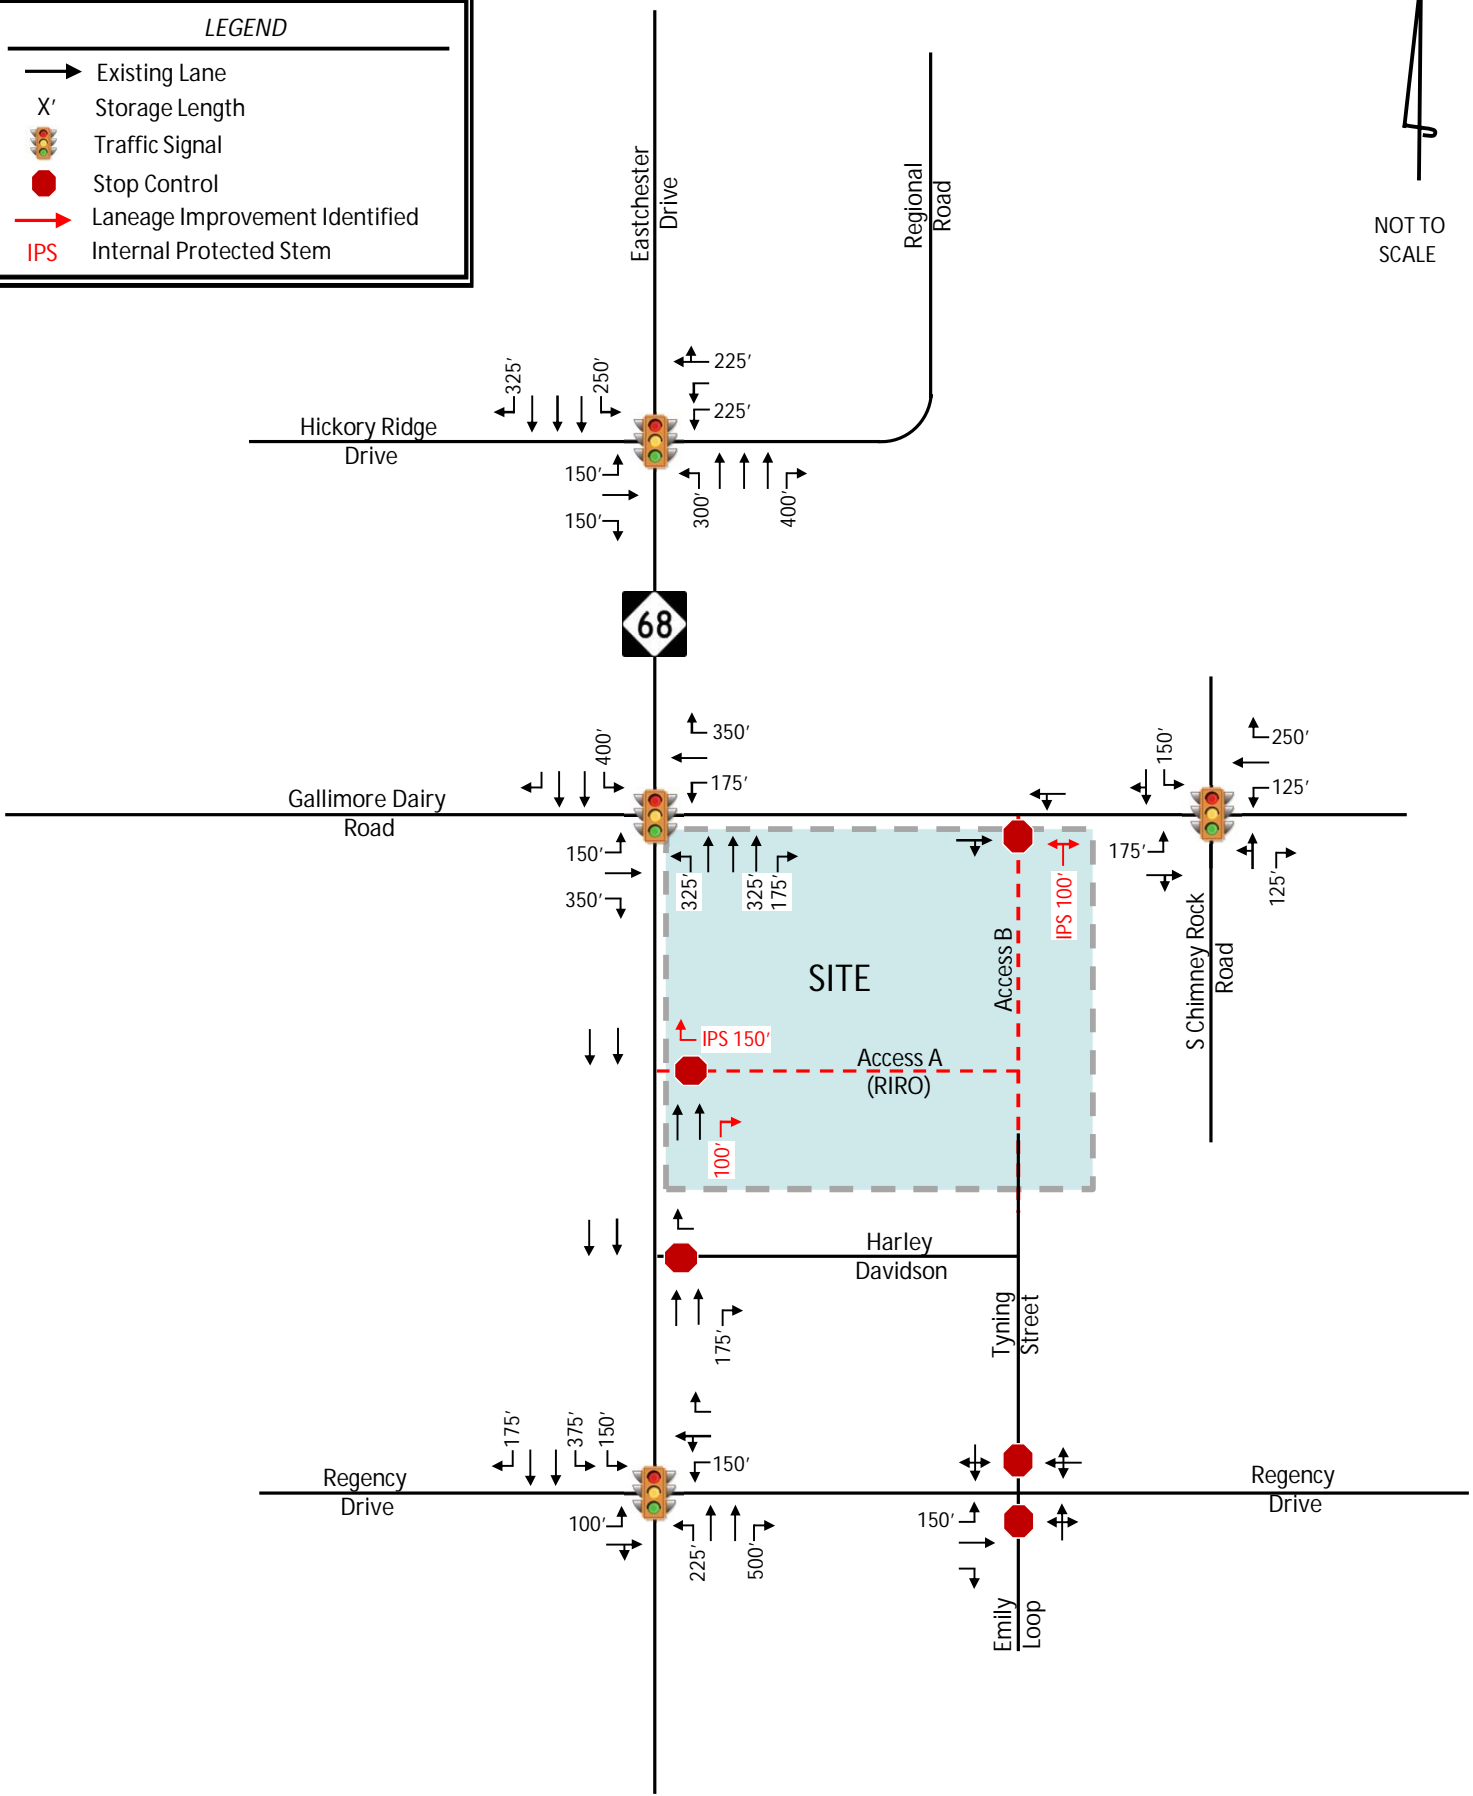 LEGEND
Existing Lane
X' Storage Length
Traffic Signal
Stop Control
Laneage Improvement Identified
IPS Internal Protected Stem
NOT TO
SCALE
Eastchester
Drive
Regional
Road
325'
250'
225'
225'
Hickory Ridge
Drive
150'
150'
300'
400'
68
400'
350'
175'
Gallimore Dairy
Road
150'
350'
325'
325'
175'
150'
250'
125'
175'
125'
IPS 100'
S Chimney Rock
Road
Access B
SITE
IPS 150'
Access A
(RIRO)
100'
Harley
Davidson
175'
Tyning
Street
175'
375'
150'
150'
Regency
Drive
100'
225'
500'
150'
Regency
Drive
Emily
Loop